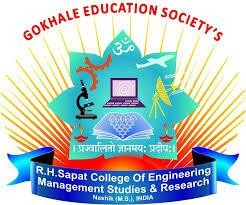 GOKHALE EDUCATION SOCIETY'S
ॐ
। प्रज्वालितो ज्ञानमयः प्रदीपः ।
R.H.Sapat College Of Engineering
Management Studies & Research
Nashik (M.S.), INDIA